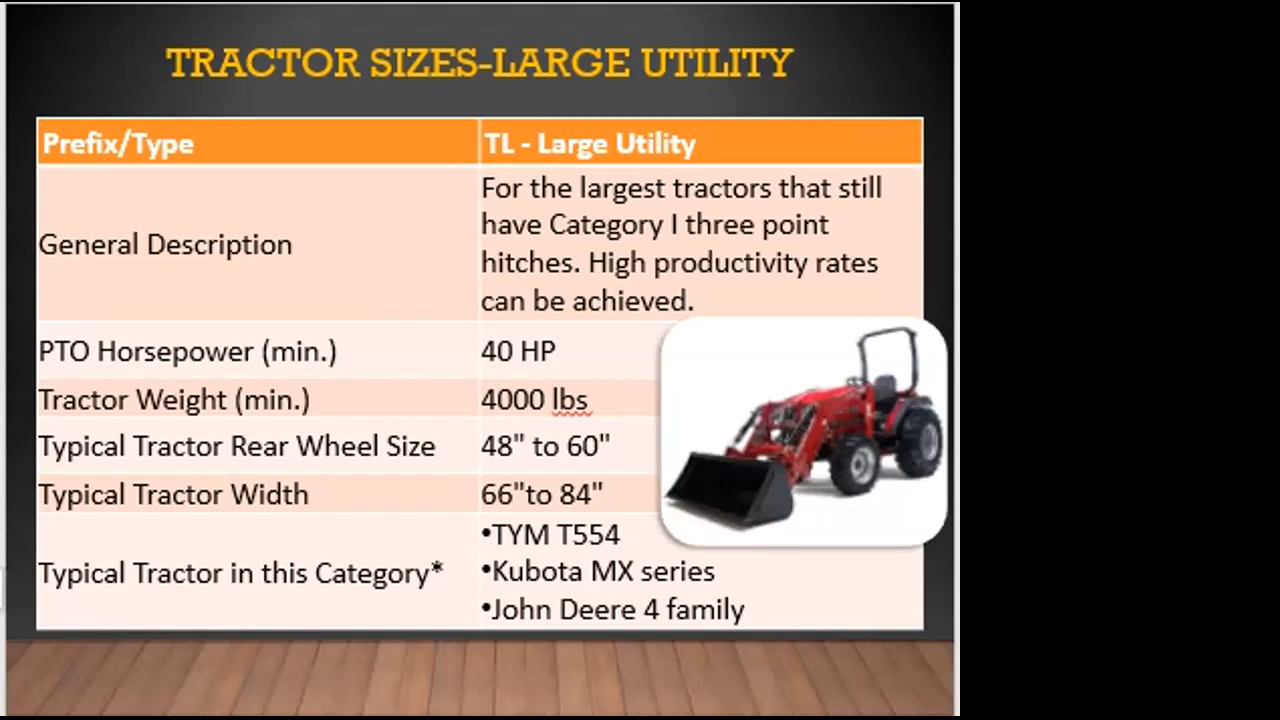 TRACTOR SIZES-LARGE UTILITY
Prefix/Type
TL - Large Utility
General Description
For the largest tractors that still
have Category I three point
hitches. High productivity rates
can be achieved.
PTO Horsepower (min.)
40 HP
Tractor Weight (min.)
4000 lbs
Typical Tractor Rear Wheel Size
48" to 60"
Typical Tractor Width
66"to 84"
Typical Tractor in this Category*
•TYM T554
•Kubota MX series
•John Deere 4 family